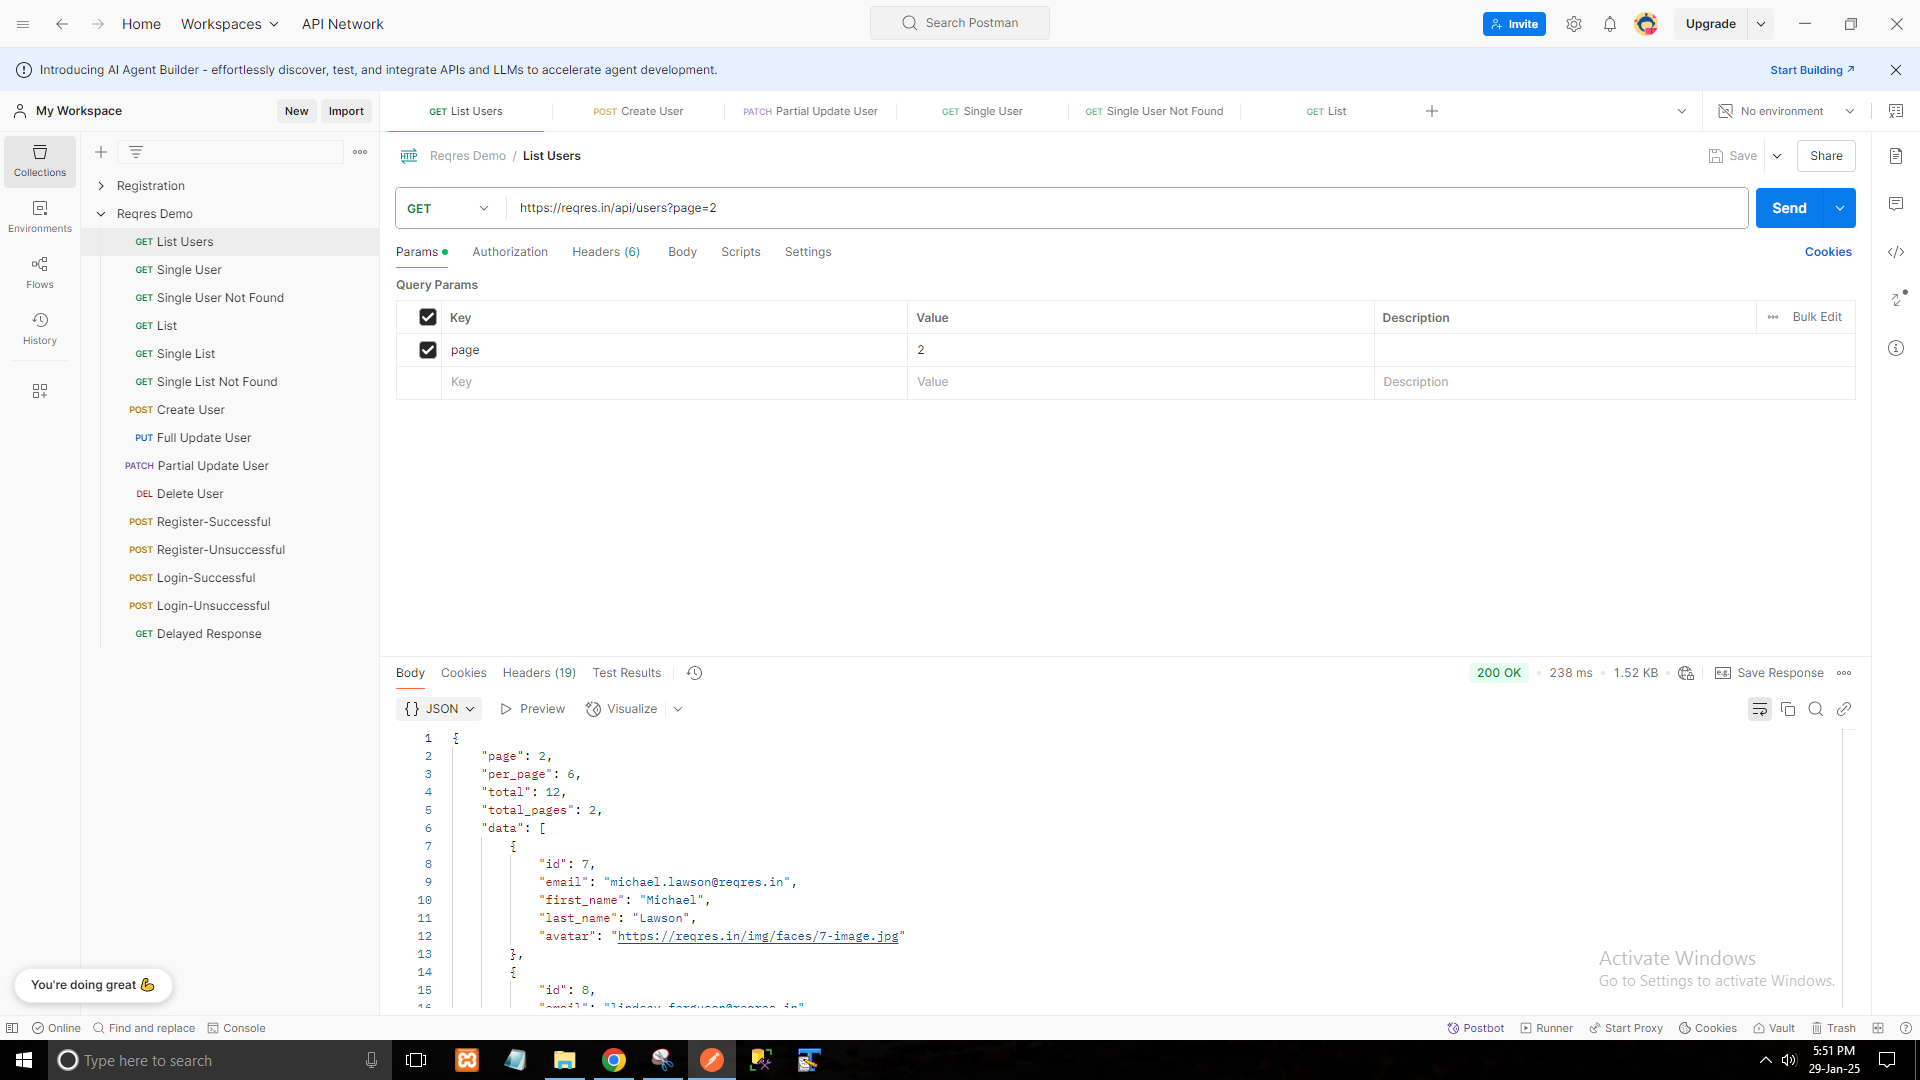 Home Workspaces API Network Search Postman Invite Upgrade
Introducing AI Agent Builder - effortlessly discover, test, and integrate APIs and LLMs to accelerate agent development. Start Building
My Workspace New Import
GET List Users POST Create User PATCH Partial Update User GET Single User GET Single User Not Found GET List No environment
Collections
Environments
Flows
History
Registration
Reqres Demo
GET List Users
GET Single User
GET Single User Not Found
GET List
GET Single List
GET Single List Not Found
POST Create User
PUT Full Update User
PATCH Partial Update User
DEL Delete User
POST Register-Successful
POST Register-Unsuccessful
POST Login-Successful
POST Login-Unsuccessful
GET Delayed Response
HTTP Reqres Demo / List Users Save Share
GET https://reqres.in/api/users?page=2 Send
Params Authorization Headers (6) Body Scripts Settings Cookies
Query Params
Key Value Description Bulk Edit
page 2
Key Value Description
Body Cookies Headers (19) Test Results 200 OK 238 ms 1.52 KB e.g. Save Response
{} JSON Preview Visualize
1 {
2 "page": 2,
3 "per_page": 6,
4 "total": 12,
5 "total_pages": 2,
6 "data": [
7 {
8 "id": 7,
9 "email": "michael.lawson@reqres.in",
10 "first_name": "Michael",
11 "last_name": "Lawson",
12 "avatar": "https://reqres.in/img/faces/7-image.jpg"
13 },
14 {
15 "id": 8,
16 "email": "lindsay.ferguson@reqres.in"
Activate Windows
Go to Settings to activate Windows.
You're doing great 💪
Online Find and replace Console Postbot Runner Start Proxy Cookies Vault Trash
Type here to search
5:51 PM
29-Jan-25